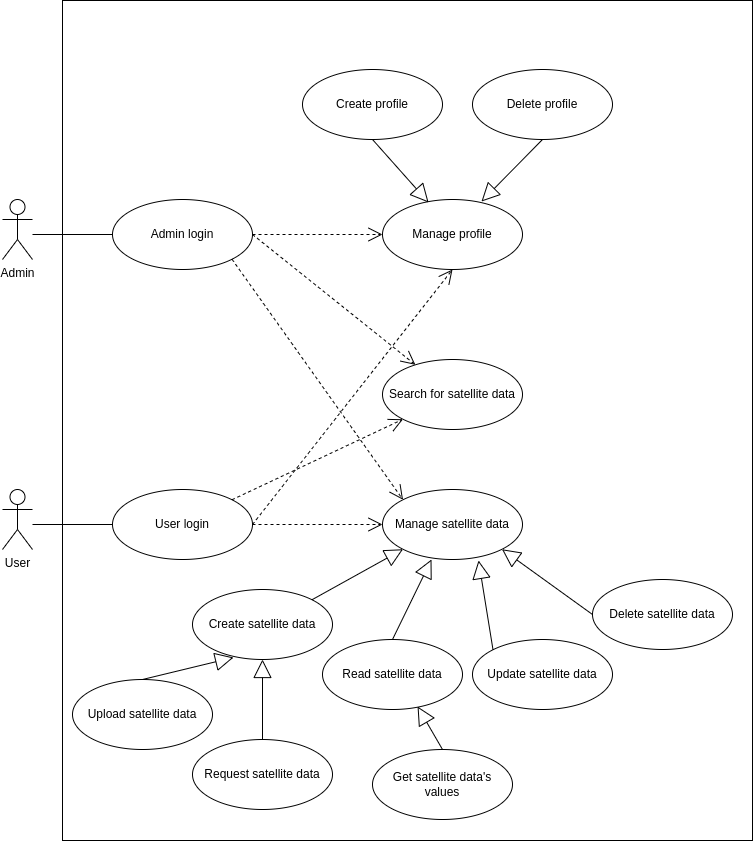 Create profile
Delete profile
Admin login
Manage profile
Admin
Search for satellite data
User login
Manage satellite data
User
Create satellite data
Delete satellite data
Read satellite data
Update satellite data
Upload satellite data
Request satellite data
Get satellite data's
values